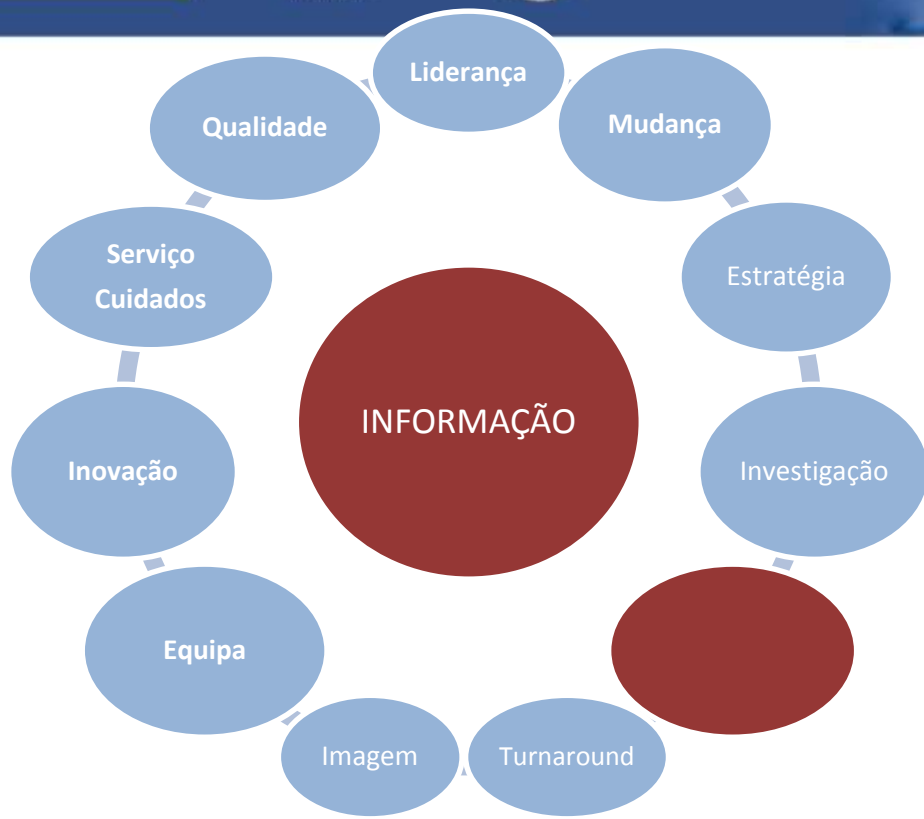 Liderança
Mudança
Qualidade
Estratégia
Serviço
Cuidados
INFORMAÇÃO
Investigação
Inovação
Equipa
Turnaround
Imagem